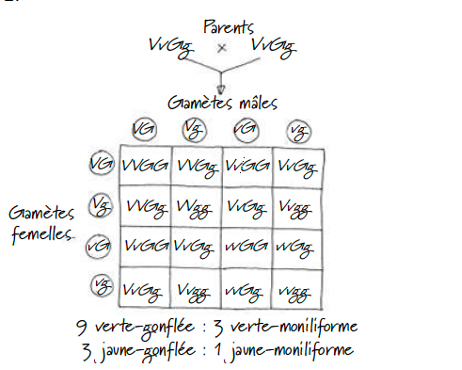 Parents
VvGg × VvGg
Gamètes mâles
VG Vg vG vg
VG VVGG VVGg VvGG VvGg
Gamètes femelles
Vg VVGg VVgg VvGg Vvgg
vG VvGG VvGg vvGG vvGg
vg VvGg Vvgg vvGg vvgg
9 verte-gonflée : 3 verte-moniliforme
3 jaune-gonflée : 1 jaune-moniliforme